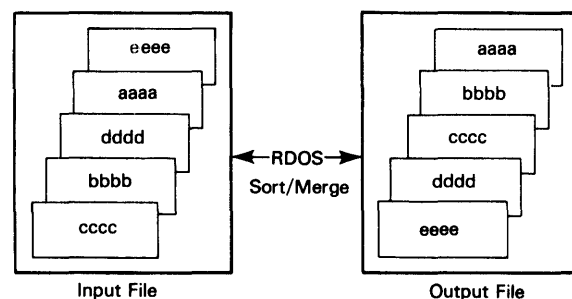 eeee
aaaa
dddd
bbbb
cccc
Input File
RDOS
Sort/Merge
aaaa
bbbb
cccc
dddd
eeee
Output File